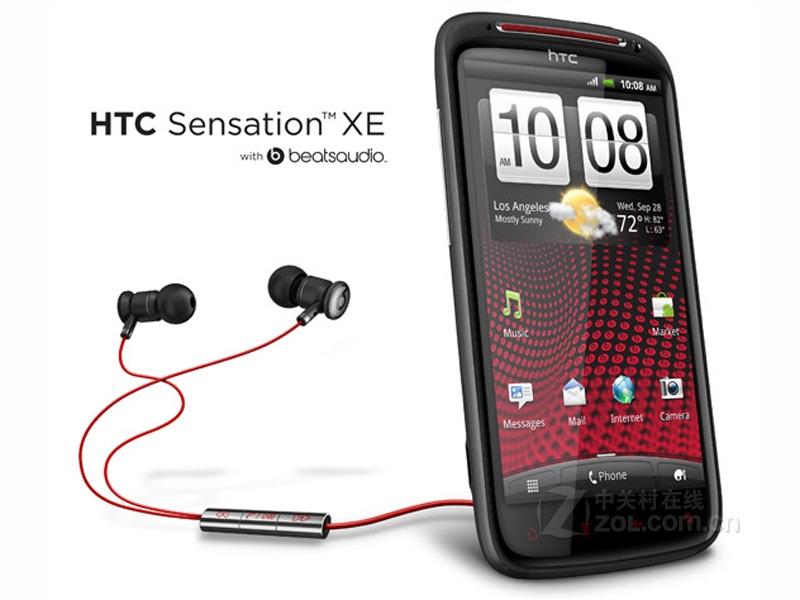 HTC Sensation™ XE
with beatsaudio.
hTC
10:08 AM
AM 10 08
Los Angeles
Mostly Sunny
Wed, Sep 28
72° H: 82°
L: 63°
Music
Market
Messages
Mail
Internet
Camera
Phone
中关村在线
ZOL.com.cn